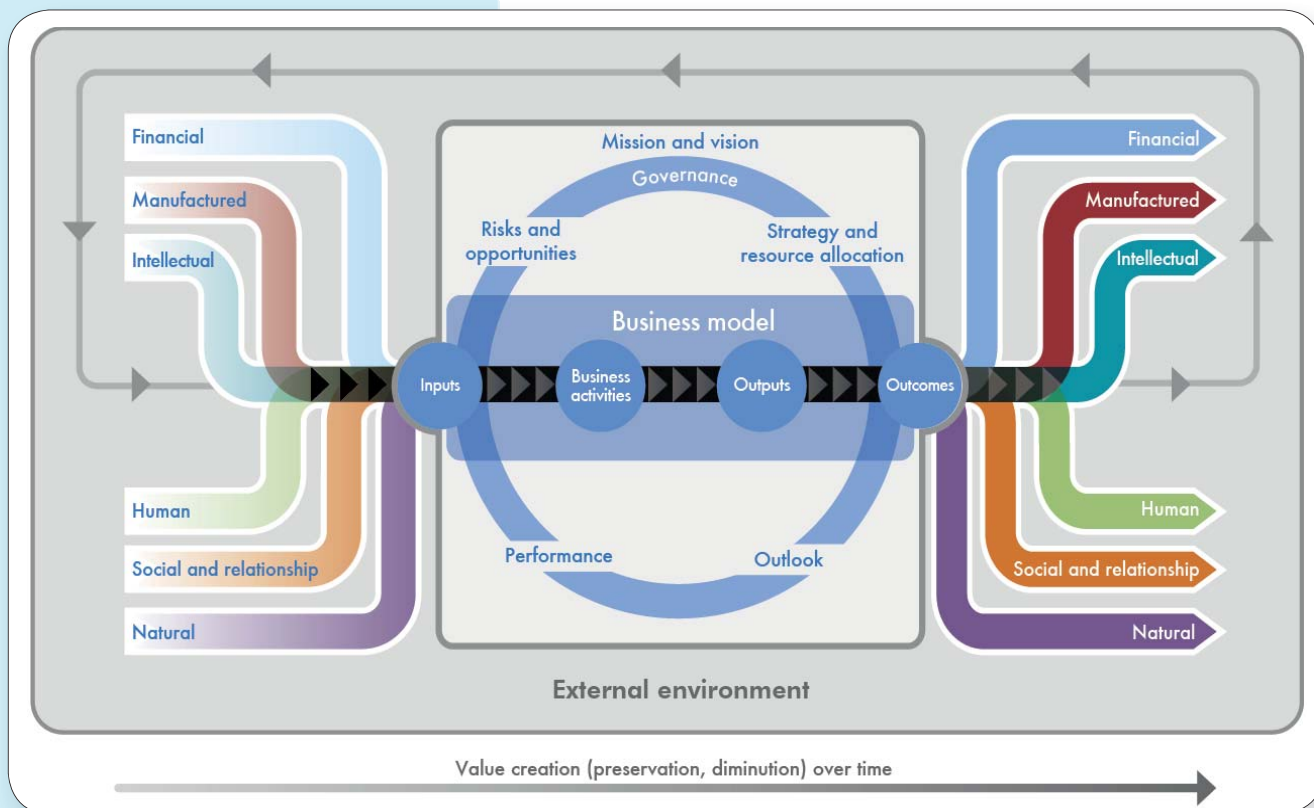 Financial
Manufactured
Intellectual
Human
Social and relationship
Natural
Mission and vision
Governance
Risks and
opportunities
Strategy and
resource allocation
Business model
Inputs
Business
activities
Outputs
Outcomes
Performance
Outlook
Financial
Manufactured
Intellectual
Human
Social and relationship
Natural
External environment
Value creation (preservation, diminution) over time